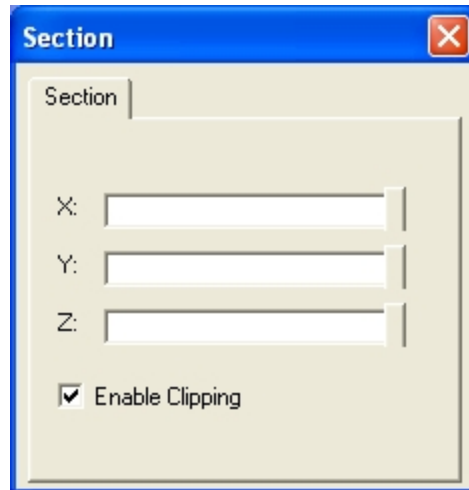 Section
Section
X:
Y:
Z:
Enable Clipping